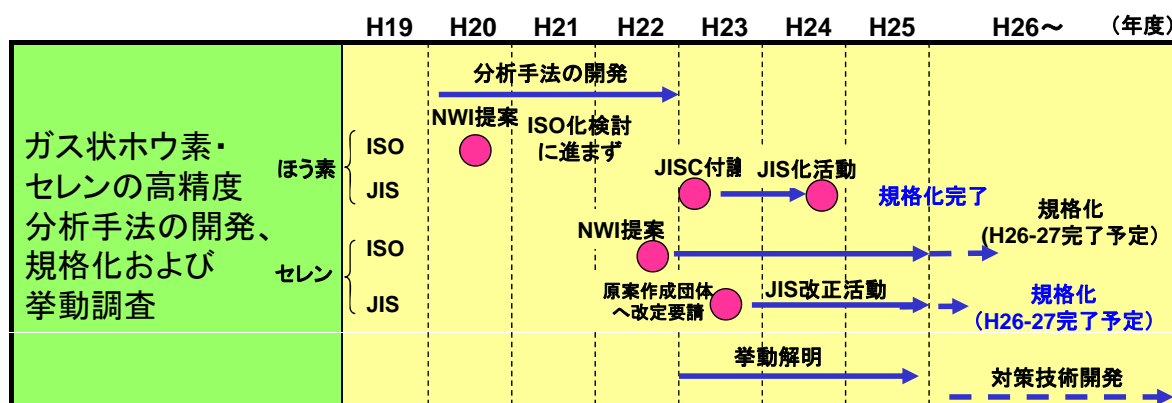 H19 H20 H21 H22 H23 H24 H25 H26～ （年度）
分析手法の開発
ガス状ホウ素・
セレンの高精度
分析手法の開発、
規格化および
挙動調査
ほう素
ISO
NWI提案
ISO化検討
に進まず
JIS
JISC付議
JIS化活動
規格化完了
セレン
ISO
NWI提案
規格化
(H26-27完了予定)
JIS
原案作成団体
へ改定要請
JIS改正活動
規格化
(H26-27完了予定)
挙動解明
対策技術開発